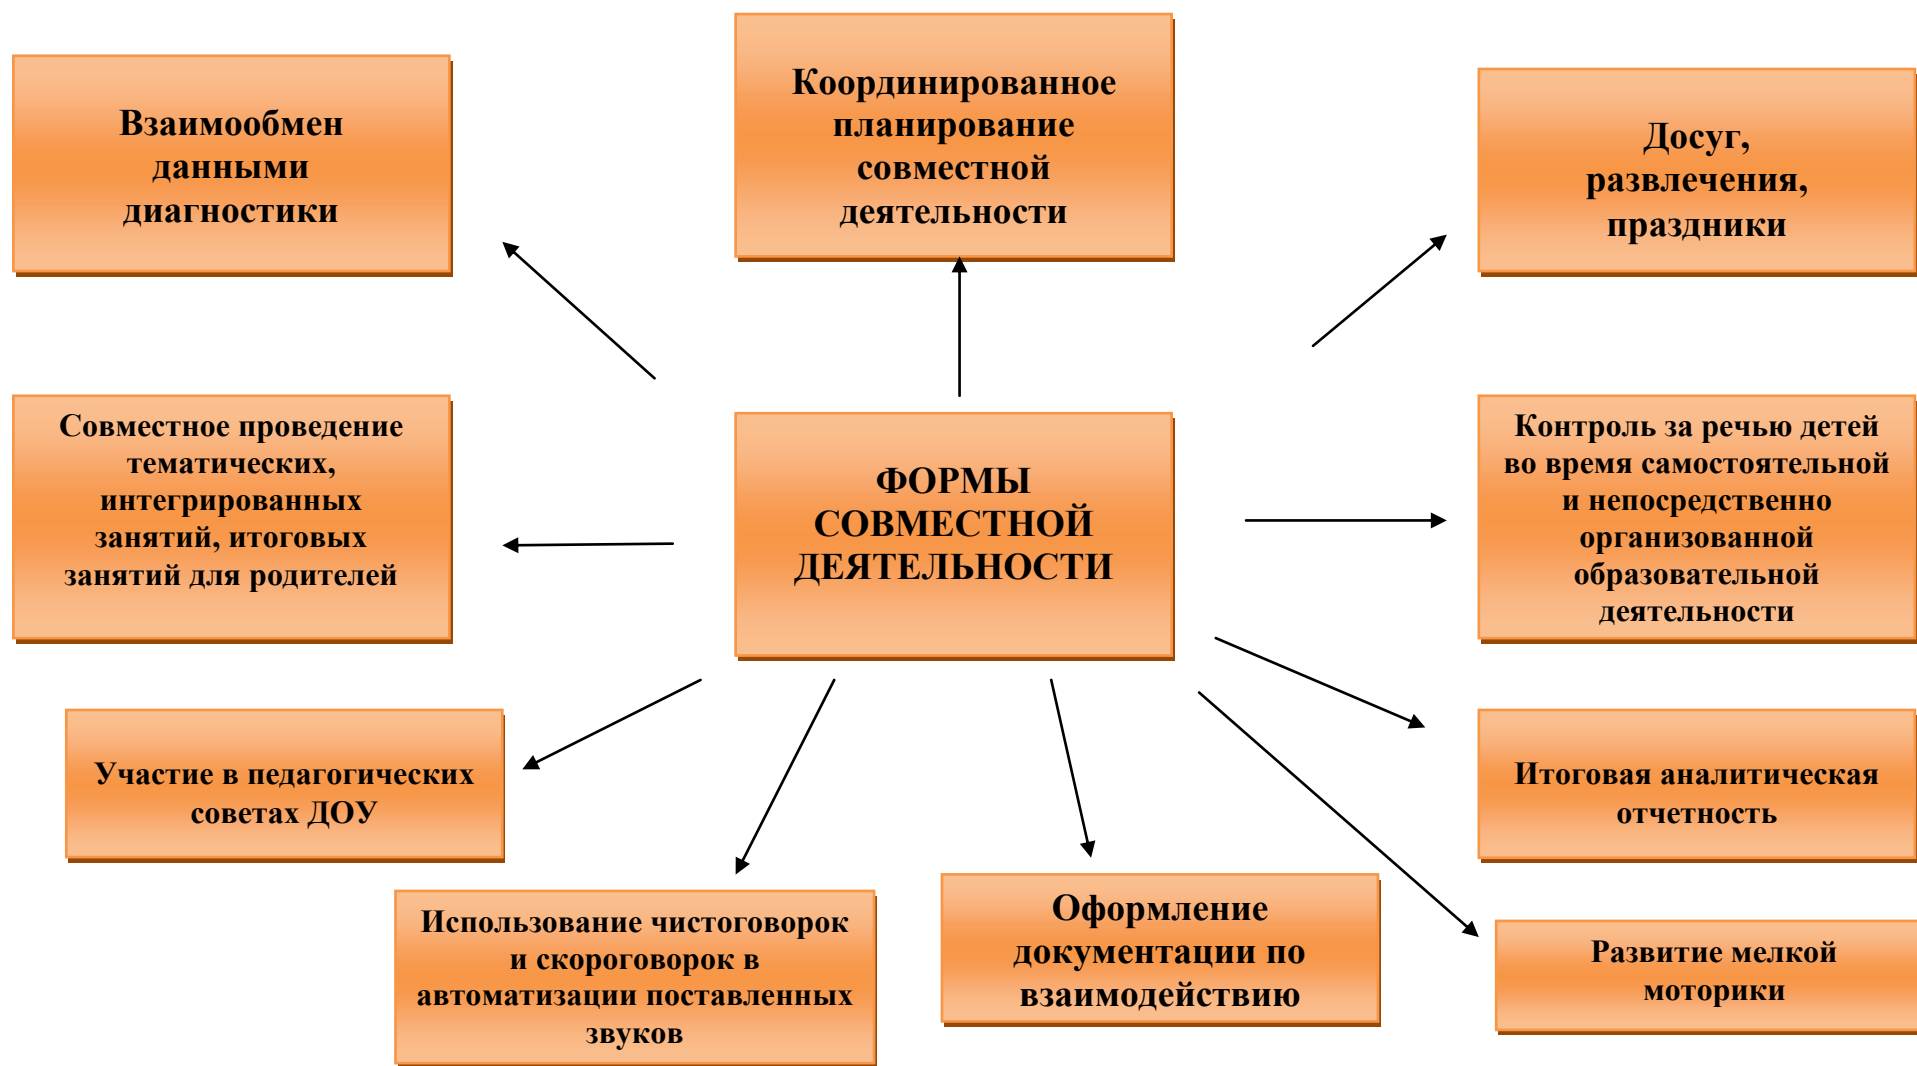 Взаимообмен
данными
диагностики
Координированное
планирование
совместной
деятельности
Досуг,
развлечения,
праздники
Совместное проведение
тематических,
интегрированных
занятий, итоговых
занятий для родителей
ФОРМЫ
СОВМЕСТНОЙ
ДЕЯТЕЛЬНОСТИ
Контроль за речью детей
во время самостоятельной
и непосредственно
организованной
образовательной
деятельности
Участие в педагогических
советах ДОУ
Итоговая аналитическая
отчетность
Использование чистоговорок
и скороговорок в
автоматизации поставленных
звуков
Оформление
документации по
взаимодействию
Развитие мелкой
моторики